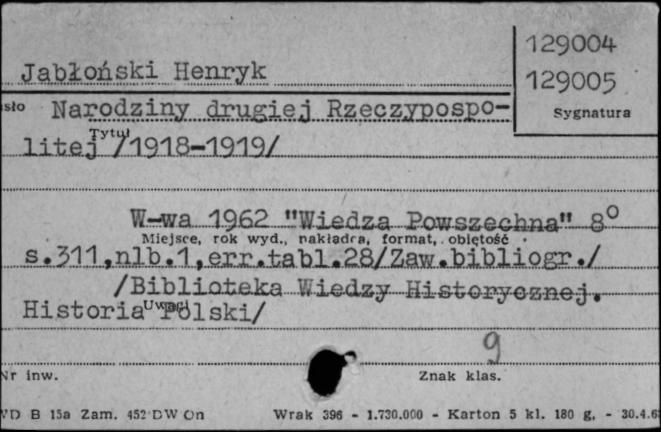 129004
Jabłoński Henryk
129005
sło Narodziny drugiej Rzeczypospo-
Sygnatura
Tytuł
litej /1918-1919/
W-wa 1962 "Wiedza Powszechna" 8°
Miejsce, rok wyd., nakładca, format, objętość
s.311,nlb.1,err.tabl.28/Zaw.bibliogr./
/Biblioteka Wiedzy Historycznej.
Uwagi
Historia Polski/
9
Nr inw.
Znak klas.
WD B 15a Zam. 452 DW On
Wrak 396 - 1.730.000 - Karton 5 kl. 180 g. - 30.4.6